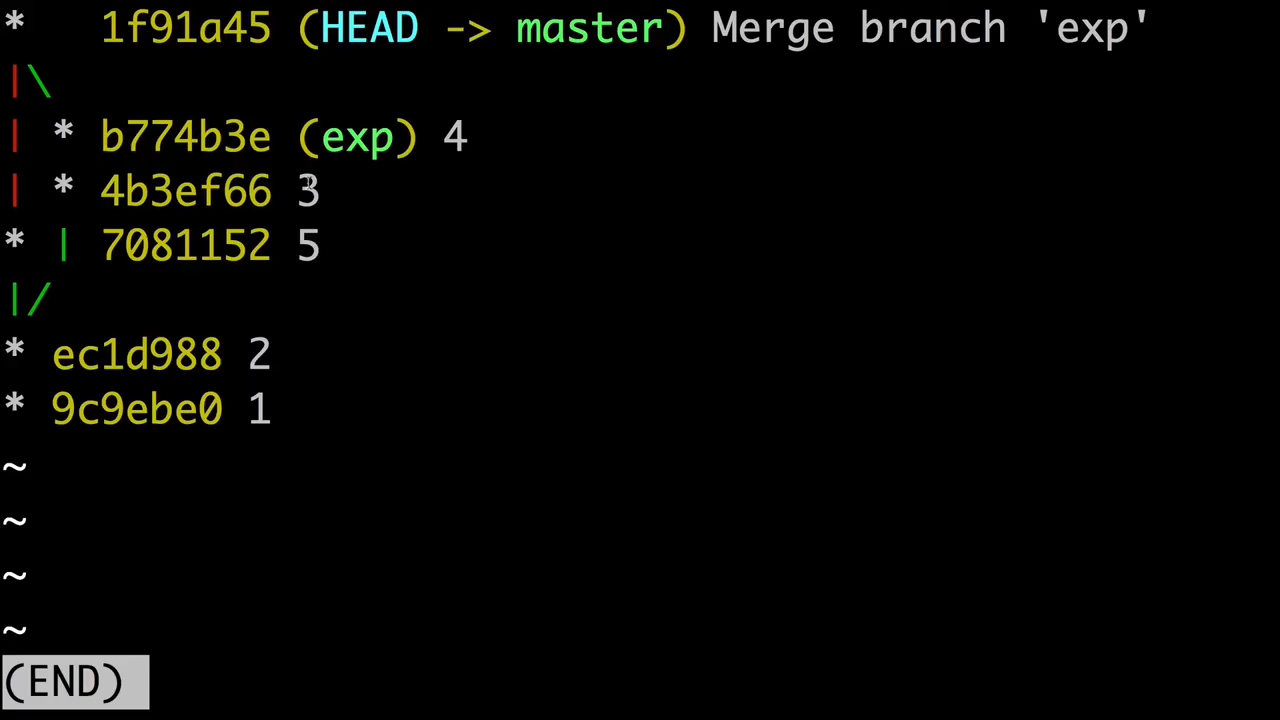 *   1f91a45 (HEAD -> master) Merge branch 'exp'
|\
| * b774b3e (exp) 4
| * 4b3ef66 3
* | 7081152 5
|/
* ec1d988 2
* 9c9ebe0 1
~
~
~
~
(END)